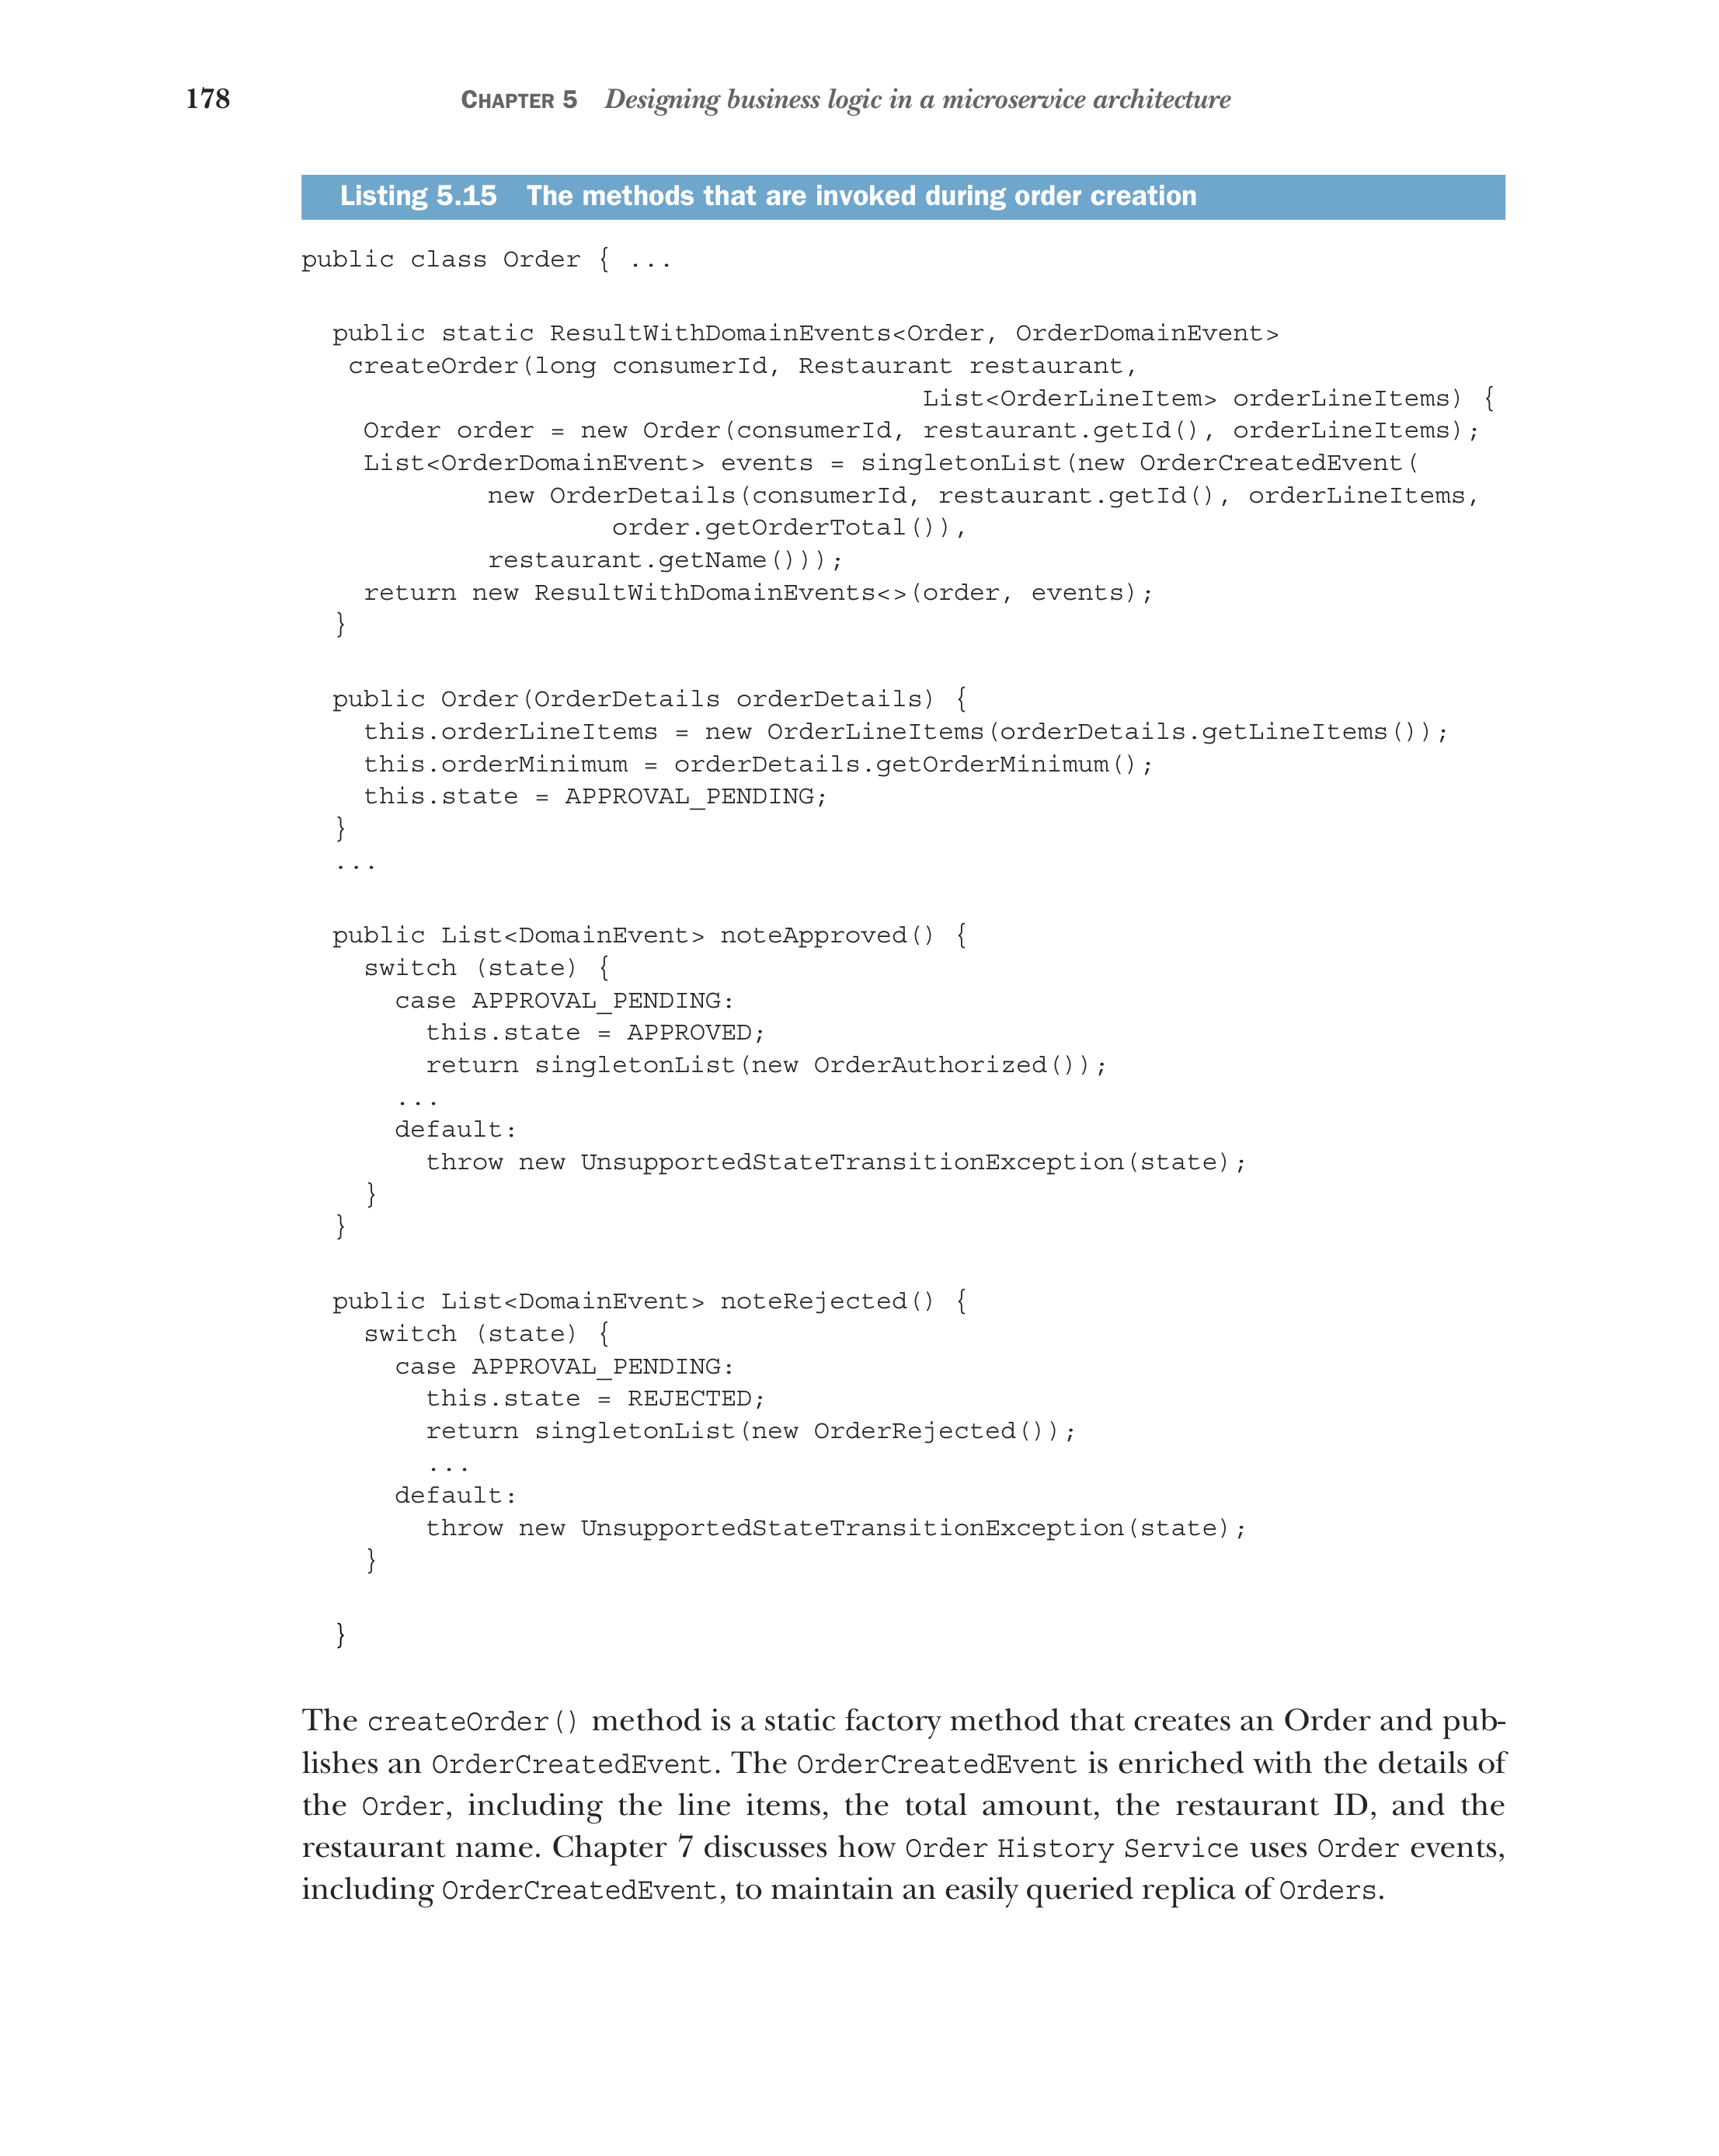 178 CHAPTER 5 Designing business logic in a microservice architecture
Listing 5.15 The methods that are invoked during order creation
public class Order { ...
public static ResultWithDomainEvents<Order, OrderDomainEvent>
createOrder(long consumerId, Restaurant restaurant,
List<OrderLineItem> orderLineItems) {
Order order = new Order(consumerId, restaurant.getId(), orderLineItems);
List<OrderDomainEvent> events = singletonList(new OrderCreatedEvent(
new OrderDetails(consumerId, restaurant.getId(), orderLineItems,
order.getOrderTotal()),
restaurant.getName()));
return new ResultWithDomainEvents<>(order, events);
}
public Order(OrderDetails orderDetails) {
this.orderLineItems = new OrderLineItems(orderDetails.getLineItems());
this.orderMinimum = orderDetails.getOrderMinimum();
this.state = APPROVAL_PENDING;
}
...
public List<DomainEvent> noteApproved() {
switch (state) {
case APPROVAL_PENDING:
this.state = APPROVED;
return singletonList(new OrderAuthorized());
...
default:
throw new UnsupportedStateTransitionException(state);
}
}
public List<DomainEvent> noteRejected() {
switch (state) {
case APPROVAL_PENDING:
this.state = REJECTED;
return singletonList(new OrderRejected());
...
default:
throw new UnsupportedStateTransitionException(state);
}
}
The createOrder() method is a static factory method that creates an Order and pub-
lishes an OrderCreatedEvent. The OrderCreatedEvent is enriched with the details of
the Order, including the line items, the total amount, the restaurant ID, and the
restaurant name. Chapter 7 discusses how Order History Service uses Order events,
including OrderCreatedEvent, to maintain an easily queried replica of Orders.